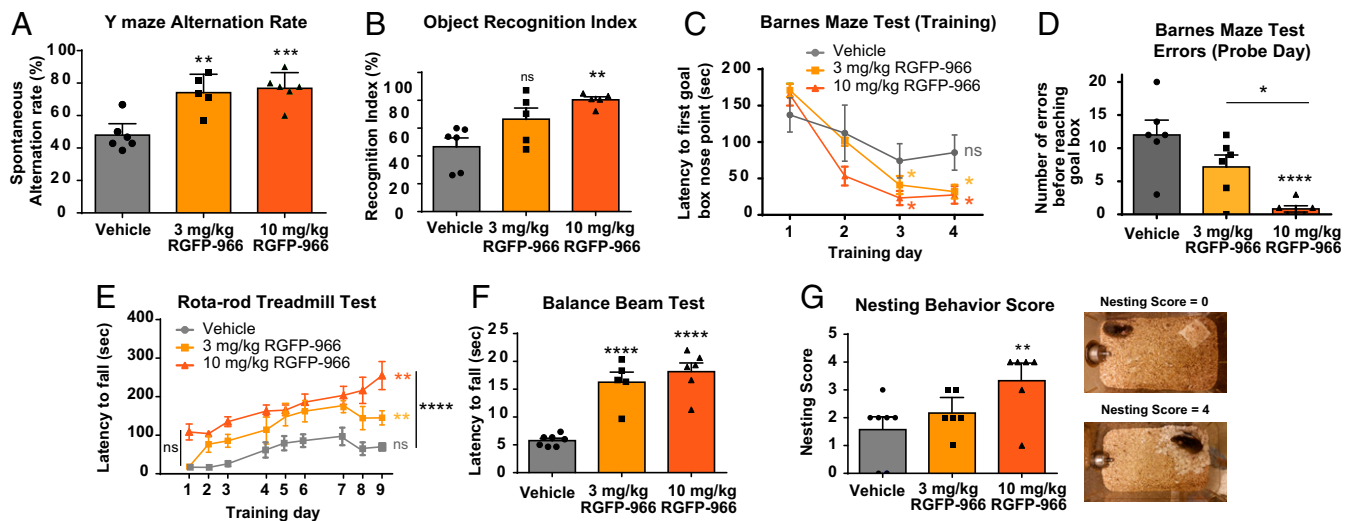 A
Y maze Alternation Rate
Spontaneous
Alternation rate (%)
100
80
60
40
20
0
**
***
Vehicle
3 mg/kg
RGFP-966
10 mg/kg
RGFP-966
B
Object Recognition Index
Recognition Index (%)
100
80
60
40
20
0
ns
**
Vehicle
3 mg/kg
RGFP-966
10 mg/kg
RGFP-966
C
Barnes Maze Test (Training)
Vehicle
3 mg/kg RGFP-966
10 mg/kg RGFP-966
Latency to first goal
box nose point (sec)
200
150
100
50
0
ns
*
*
*
*
1 2 3 4
Training day
D
Barnes Maze Test
Errors (Probe Day)
Number of errors
before reaching
goal box
20
15
10
5
0
*
****
Vehicle
3 mg/kg
RGFP-966
10 mg/kg
RGFP-966
E
Rota-rod Treadmill Test
Vehicle
3 mg/kg RGFP-966
10 mg/kg RGFP-966
Latency to fall (sec)
400
300
200
100
0
ns
**
**
ns
****
1 2 3 4 5 6 7 8 9
Training day
F
Balance Beam Test
Latency to fall (sec)
25
20
15
10
5
0
****
****
Vehicle
3 mg/kg
RGFP-966
10 mg/kg
RGFP-966
G
Nesting Behavior Score
Nesting Score
5
4
3
2
1
0
**
Vehicle
3 mg/kg
RGFP-966
10 mg/kg
RGFP-966
Nesting Score = 0
Nesting Score = 4